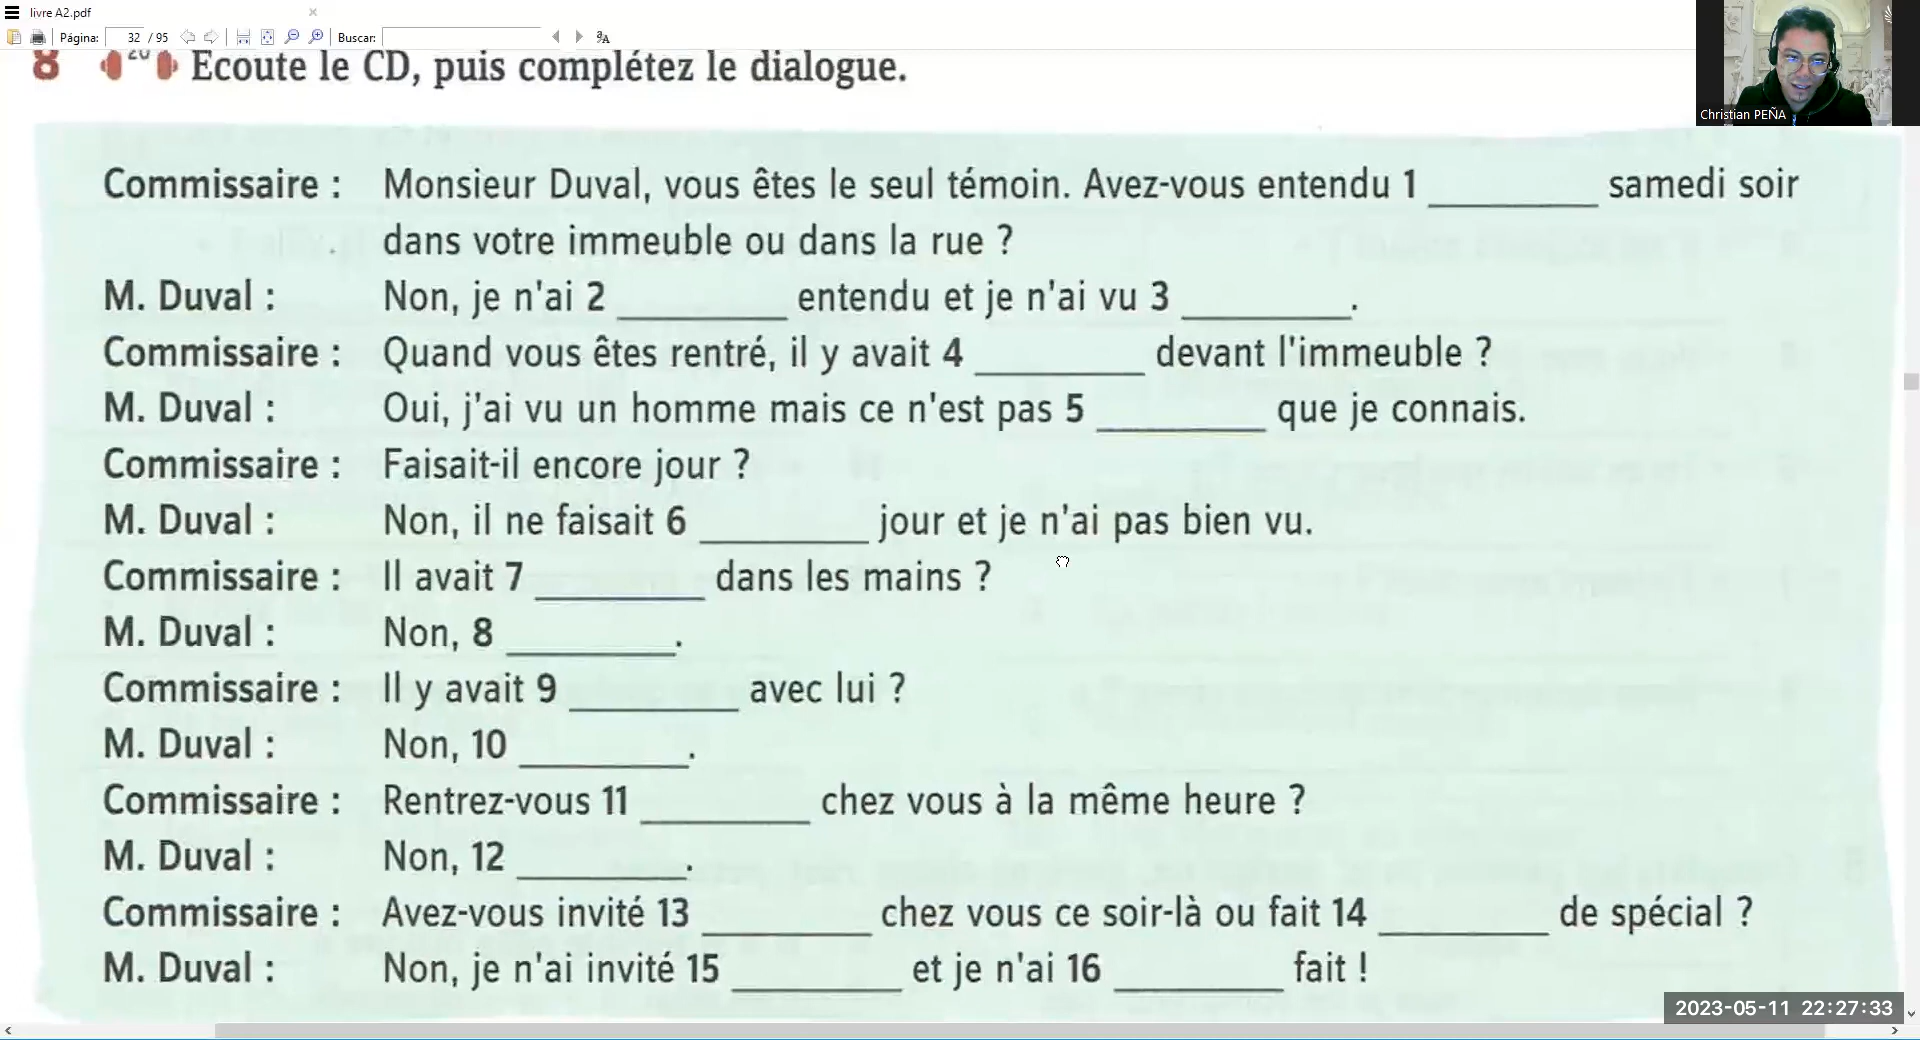 livre A2.pdf
Página: 32 / 95 Buscar:
Christian PEÑA
8 20 Ecoute le CD, puis complétez le dialogue.
Commissaire : Monsieur Duval, vous êtes le seul témoin. Avez-vous entendu 1 ________ samedi soir
dans votre immeuble ou dans la rue ?
M. Duval : Non, je n'ai 2 ________ entendu et je n'ai vu 3 ________.
Commissaire : Quand vous êtes rentré, il y avait 4 ________ devant l'immeuble ?
M. Duval : Oui, j'ai vu un homme mais ce n'est pas 5 ________ que je connais.
Commissaire : Faisait-il encore jour ?
M. Duval : Non, il ne faisait 6 ________ jour et je n'ai pas bien vu.
Commissaire : Il avait 7 ________ dans les mains ?
M. Duval : Non, 8 ________.
Commissaire : Il y avait 9 ________ avec lui ?
M. Duval : Non, 10 ________.
Commissaire : Rentrez-vous 11 ________ chez vous à la même heure ?
M. Duval : Non, 12 ________.
Commissaire : Avez-vous invité 13 ________ chez vous ce soir-là ou fait 14 ________ de spécial ?
M. Duval : Non, je n'ai invité 15 ________ et je n'ai 16 ________ fait !
2023-05-11 22:27:33